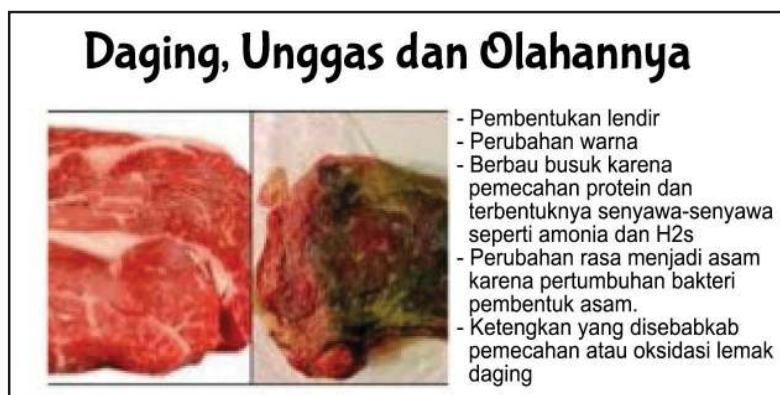 Daging, Unggas dan Olahannya
- Pembentukan lendir
- Perubahan warna
- Berbau busuk karena
pemecahan protein dan
terbentuknya senyawa-senyawa
seperti amonia dan H2s
- Perubahan rasa menjadi asam
karena pertumbuhan bakteri
pembentuk asam.
- Ketengkan yang disebabkab
pemecahan atau oksidasi lemak
daging